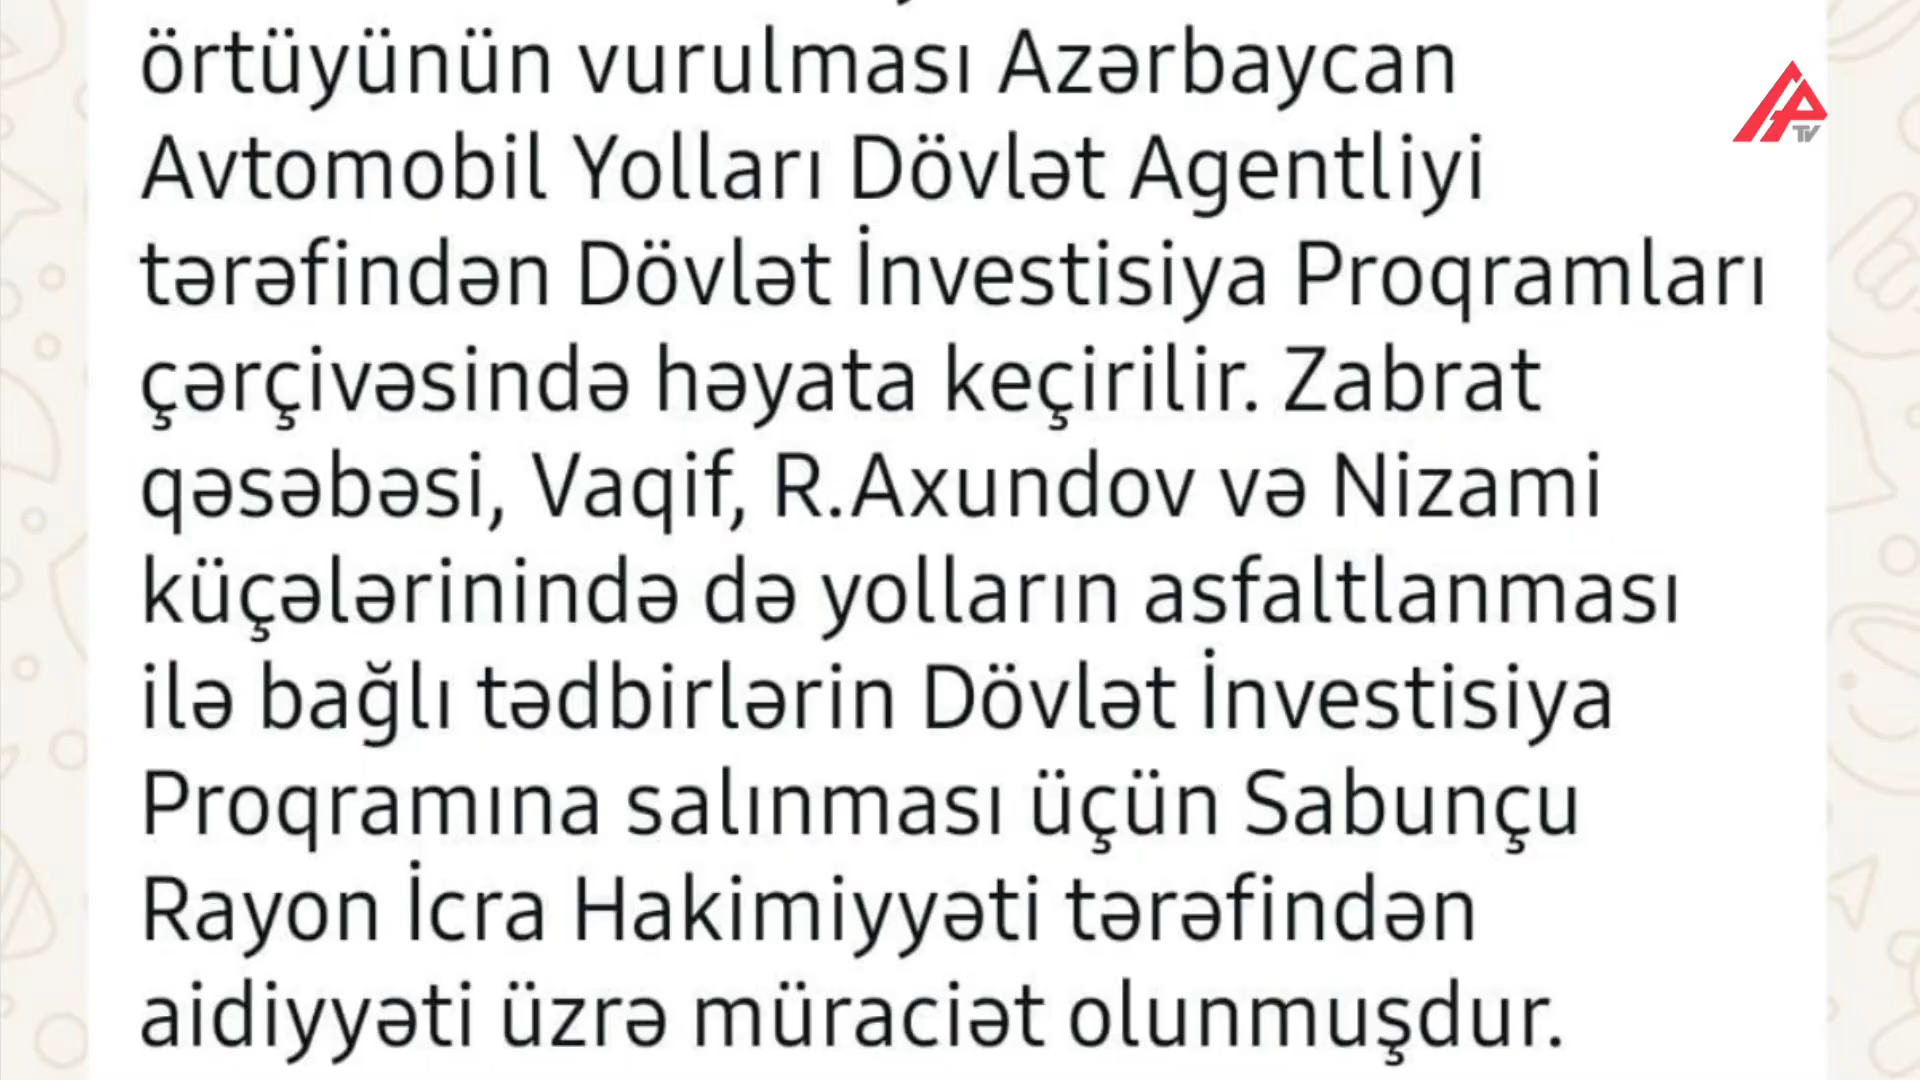 örtüyünün vurulması Azərbaycan
Avtomobil Yolları Dövlət Agentliyi
tərəfindən Dövlət İnvestisiya Proqramları
çərçivəsində həyata keçirilir. Zabrat
qəsəbəsi, Vaqif, R.Axundov və Nizami
küçələrinində də yolların asfaltlanması
ilə bağlı tədbirlərin Dövlət İnvestisiya
Proqramına salınması üçün Sabunçu
Rayon İcra Hakimiyyəti tərəfindən
aidiyyəti üzrə müraciət olunmuşdur.
TV